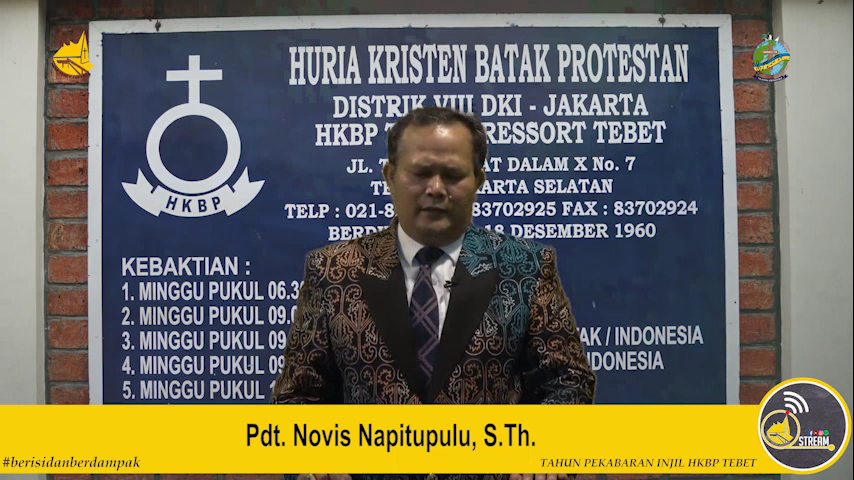 HURIA KRISTEN BATAK PROTESTAN
DISTRIK VIII DKI - JAKARTA
HKBP RESSORT TEBET
JL. DALAM X No. 7
JAKARTA SELATAN
TELP : 021-8 83702925 FAX : 83702924
18 DESEMBER 1960
HKBP
KEBAKTIAN :
1. MINGGU PUKUL 06.30
2. MINGGU PUKUL 09.0
3. MINGGU PUKUL 09 / INDONESIA
4. MINGGU PUKUL 09 INDONESIA
5. MINGGU PUKUL 1
Pdt. Novis Napitupulu, S.Th.
#berisidanberdampak
TAHUN PEKABARAN INJIL HKBP TEBET
STREAM